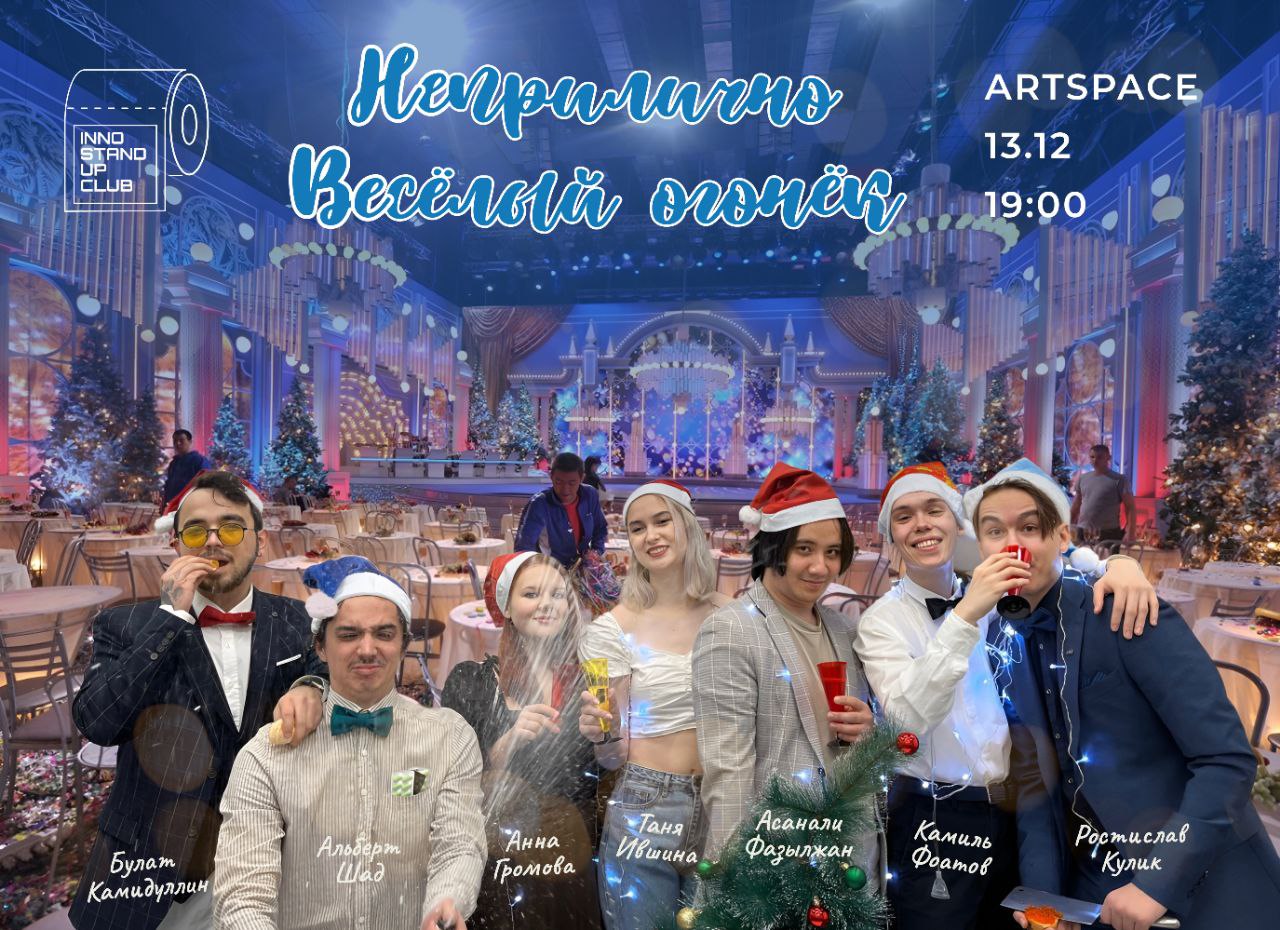 INNO
STAND
UP
CLUB
Неприлично
Весёлый огонёк
ARTSPACE
13.12
19:00
Булат
Камидуллин
Альберт
Шад
Анна
Громова
Таня
Ившина
Асанали
Фазылжан
Камиль
Фоатов
Ростислав
Кулик